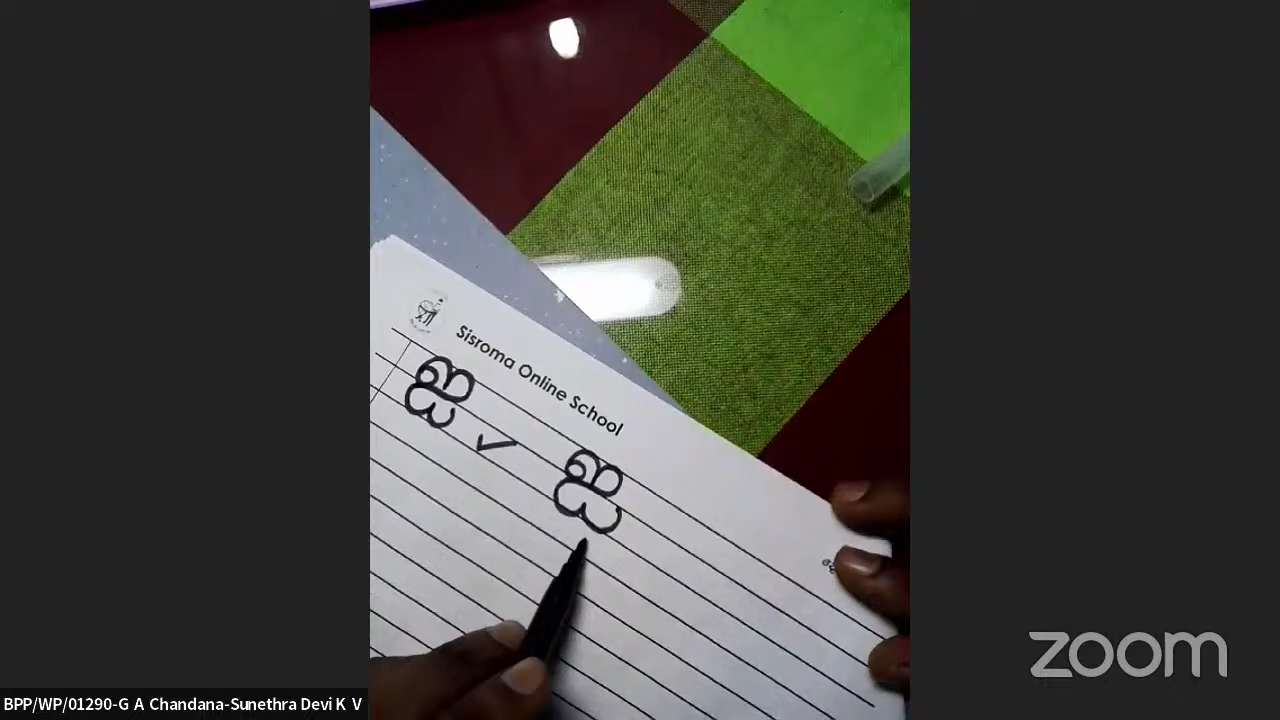 Sisroma Online School
ಐ ✓ ಐ
BPP/WP/01290-G A Chandana-Sunethra Devi K V
zoom